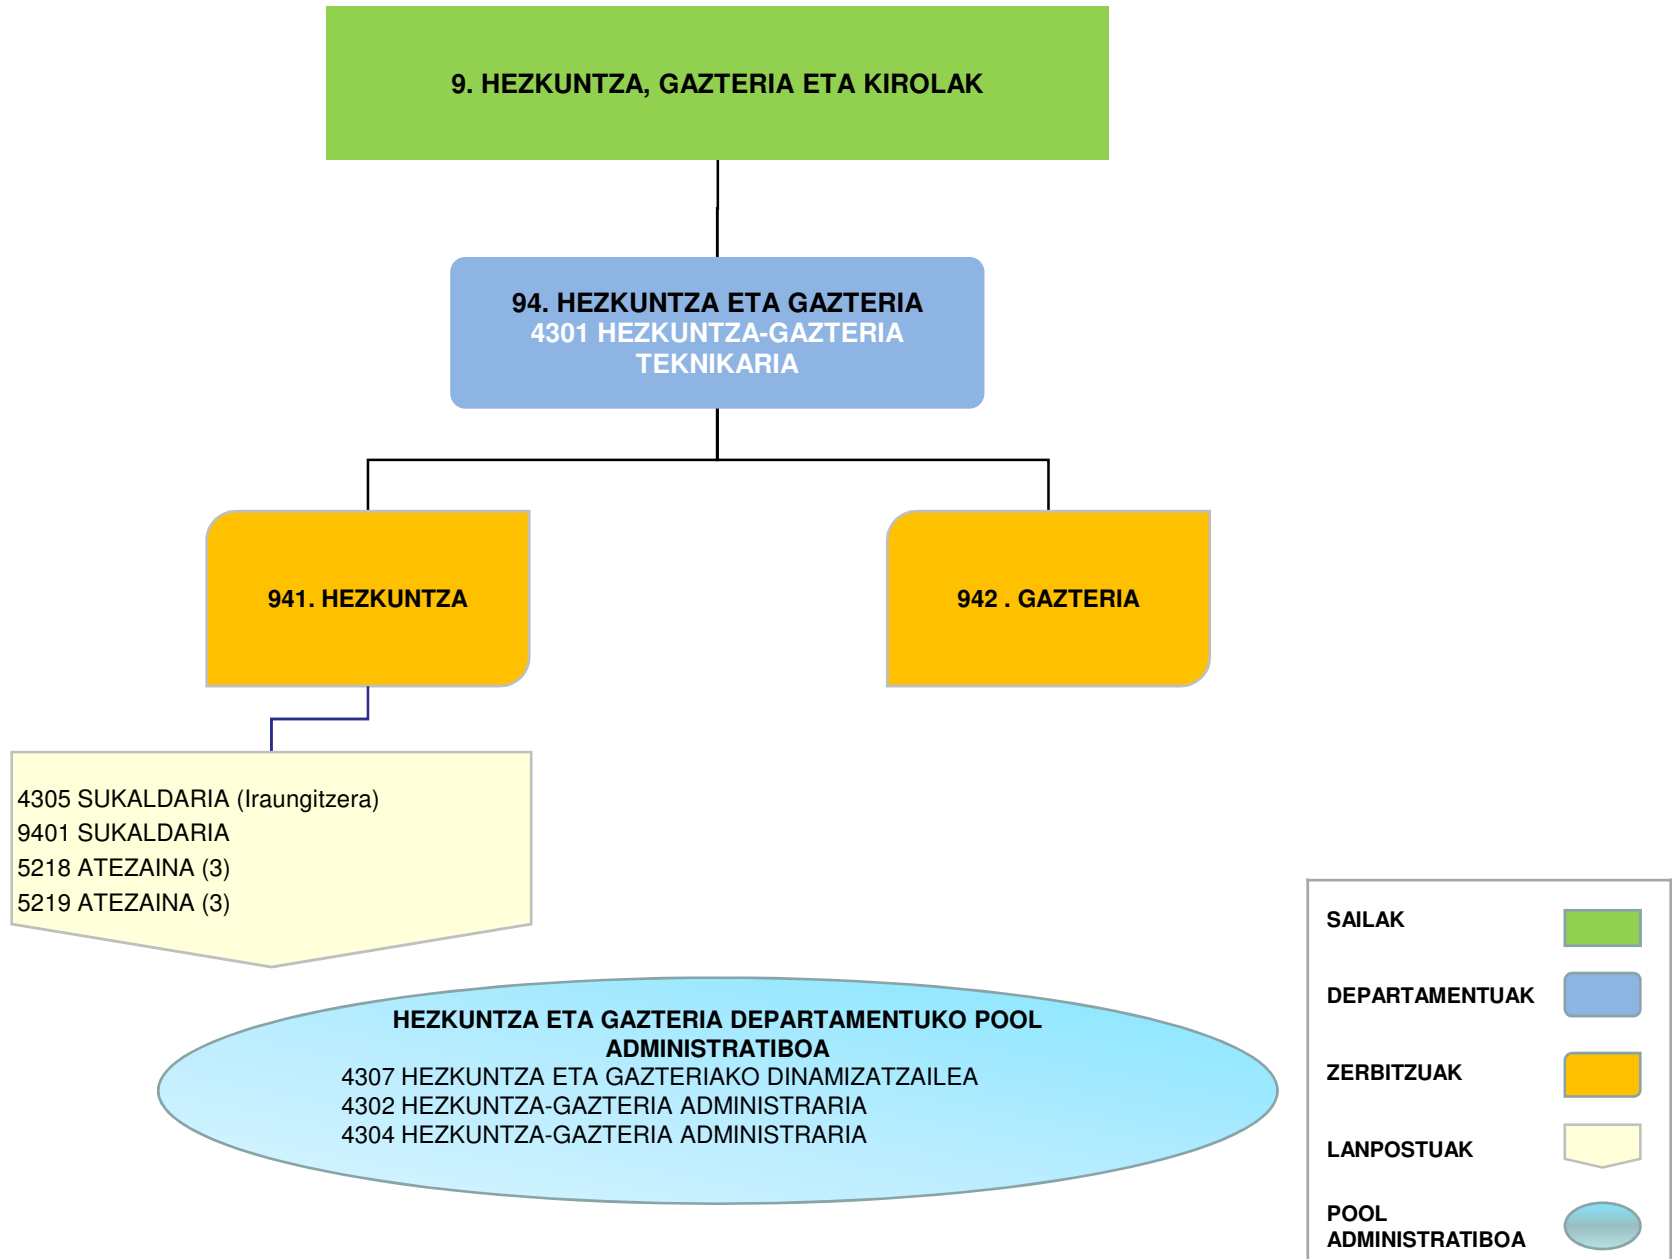 9. HEZKUNTZA, GAZTERIA ETA KIROLAK
94. HEZKUNTZA ETA GAZTERIA
4301 HEZKUNTZA-GAZTERIA
TEKNIKARIA
941. HEZKUNTZA
942 . GAZTERIA
4305 SUKALDARIA (Iraungitzera)
9401 SUKALDARIA
5218 ATEZAINA (3)
5219 ATEZAINA (3)
HEZKUNTZA ETA GAZTERIA DEPARTAMENTUKO POOL
ADMINISTRATIBOA
4307 HEZKUNTZA ETA GAZTERIAKO DINAMIZATZAILEA
4302 HEZKUNTZA-GAZTERIA ADMINISTRARIA
4304 HEZKUNTZA-GAZTERIA ADMINISTRARIA
SAILAK
DEPARTAMENTUAK
ZERBITZUAK
LANPOSTUAK
POOL
ADMINISTRATIBOA